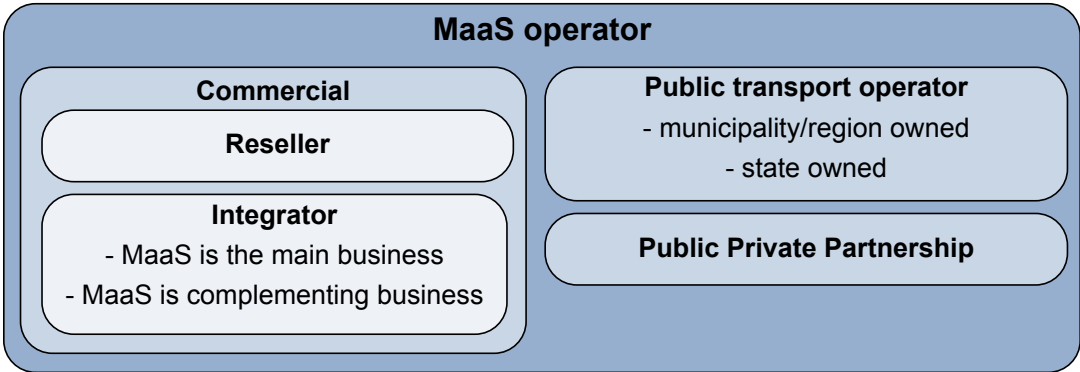 MaaS operator
Commercial
Reseller
Integrator
- MaaS is the main business
- MaaS is complementing business
Public transport operator
- municipality/region owned
- state owned
Public Private Partnership